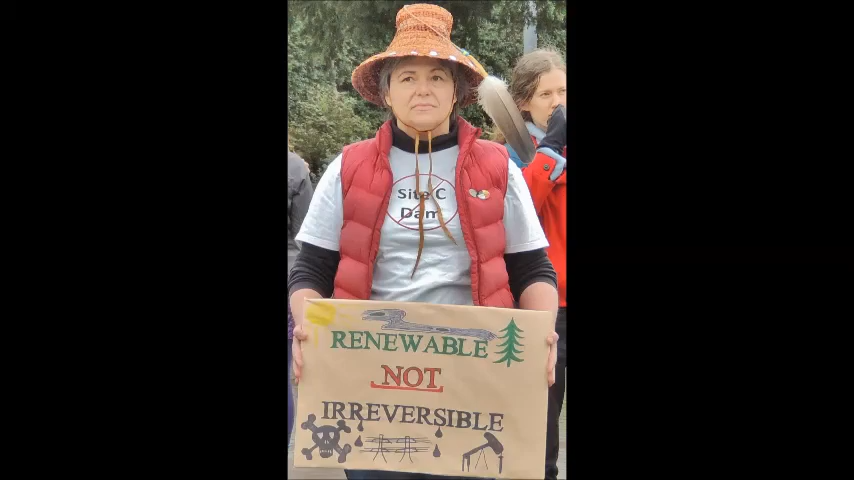 Site C
Dam
RENEWABLE
NOT
IRREVERSIBLE